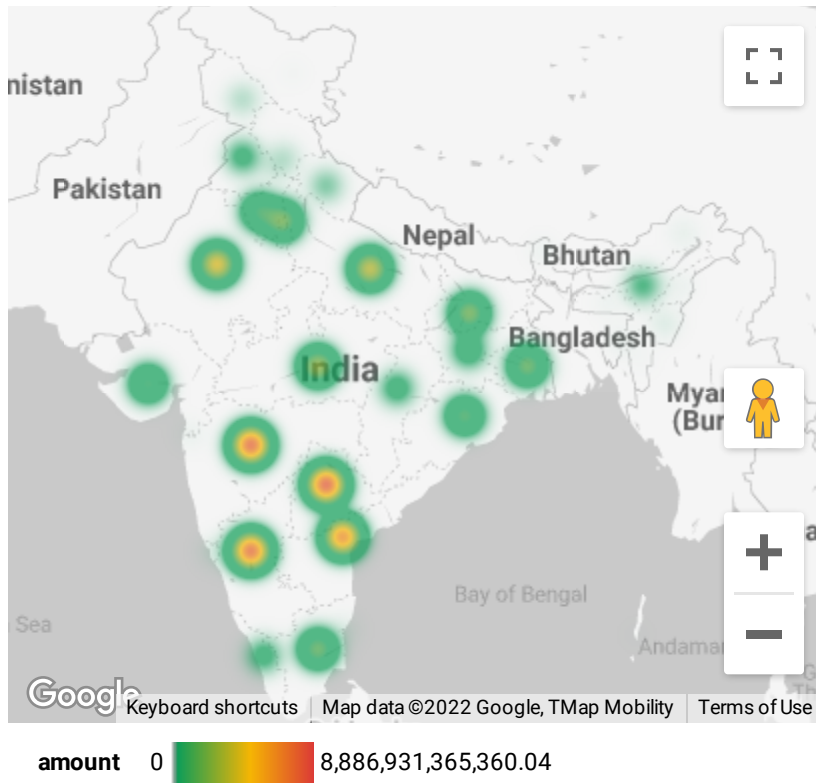 nistan
Pakistan
Nepal
Bhutan
Bangladesh
India
Myar
(Bur
a
Bay of Bengal
Sea
Andaman
Google
Keyboard shortcuts
Map data ©2022 Google, TMap Mobility
Terms of Use
amount 0 8,886,931,365,360.04